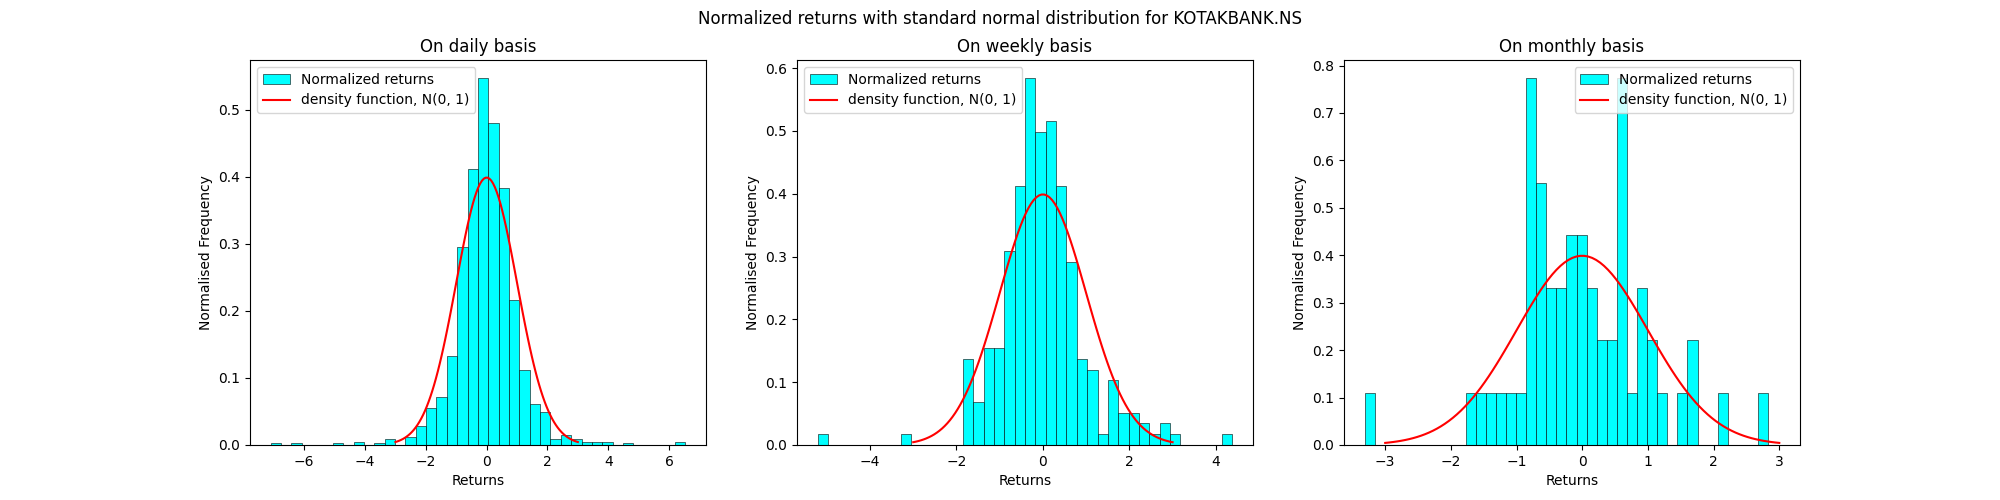 Normalized returns with standard normal distribution for KOTAKBANK.NS
On daily basis
Normalized returns
density function, N(0, 1)
Normalised Frequency
0.5
0.4
0.3
0.2
0.1
0.0
−6 −4 −2 0 2 4 6
Returns
On weekly basis
Normalized returns
density function, N(0, 1)
Normalised Frequency
0.6
0.5
0.4
0.3
0.2
0.1
0.0
−4 −2 0 2 4
Returns
On monthly basis
Normalized returns
density function, N(0, 1)
Normalised Frequency
0.8
0.7
0.6
0.5
0.4
0.3
0.2
0.1
0.0
−3 −2 −1 0 1 2 3
Returns